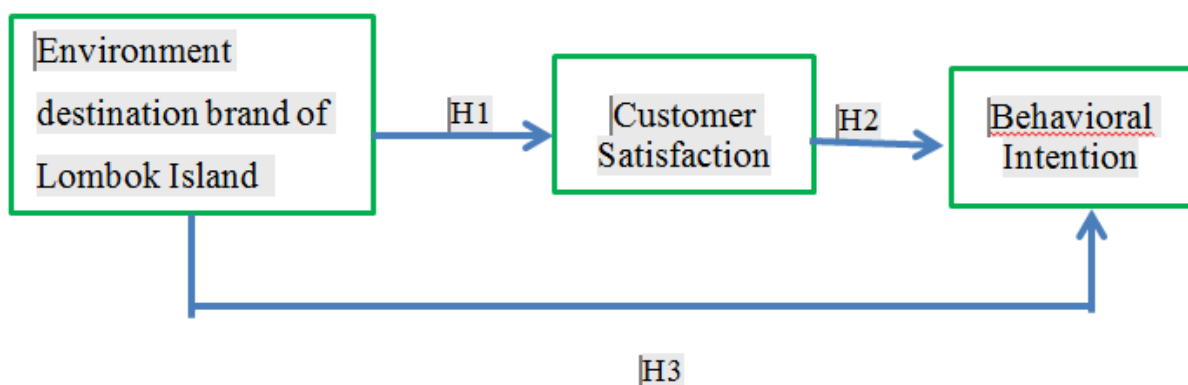 Environment
destination brand of
Lombok Island
H1
Customer
Satisfaction
H2
Behavioral
Intention
H3